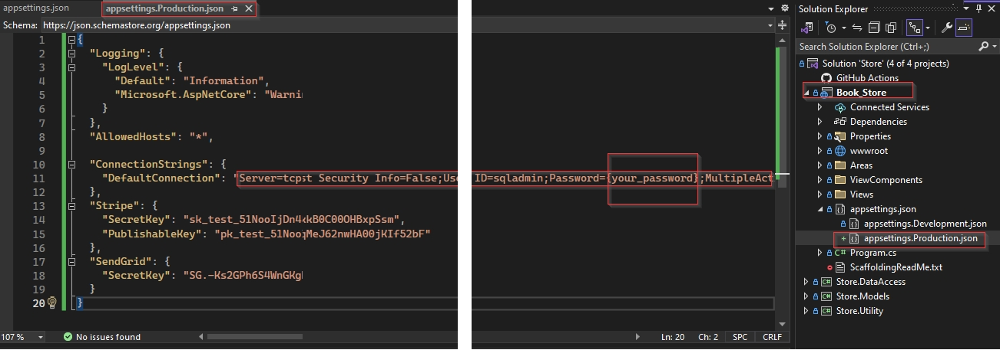 appsettings.json
appsettings.Production.json
Schema: https://json.schemastore.org/appsettings.json
1 {
2 "Logging": {
3 "LogLevel": {
4 "Default": "Information",
5 "Microsoft.AspNetCore": "Warni
6 }
7 },
8 "AllowedHosts": "*",
9
10 "ConnectionStrings": {
11 "DefaultConnection": "Server=tcp st Security Info=False;Use ID=sqladmin;Password={your_password};MultipleAct
12 },
13 "Stripe": {
14 "SecretKey": "sk_test_51NooIjDn4 kB0C00OHBxpSsm",
15 "PublishableKey": "pk_test_51Noo MeJ62nwHA00jKIf52bF"
16 },
17 "SendGrid": {
18 "SecretKey": "SG.-Ks2GPh6S4WnGKg
19 }
20 }
107 % No issues found Ln: 20 Ch: 2 SPC CRLF
Solution Explorer
Search Solution Explorer (Ctrl+;)
Solution 'Store' (4 of 4 projects)
GitHub Actions
Book_Store
Connected Services
Dependencies
Properties
wwwroot
Areas
ViewComponents
Views
appsettings.json
appsettings.Development.json
appsettings.Production.json
Program.cs
ScaffoldingReadMe.txt
Store.DataAccess
Store.Models
Store.Utility